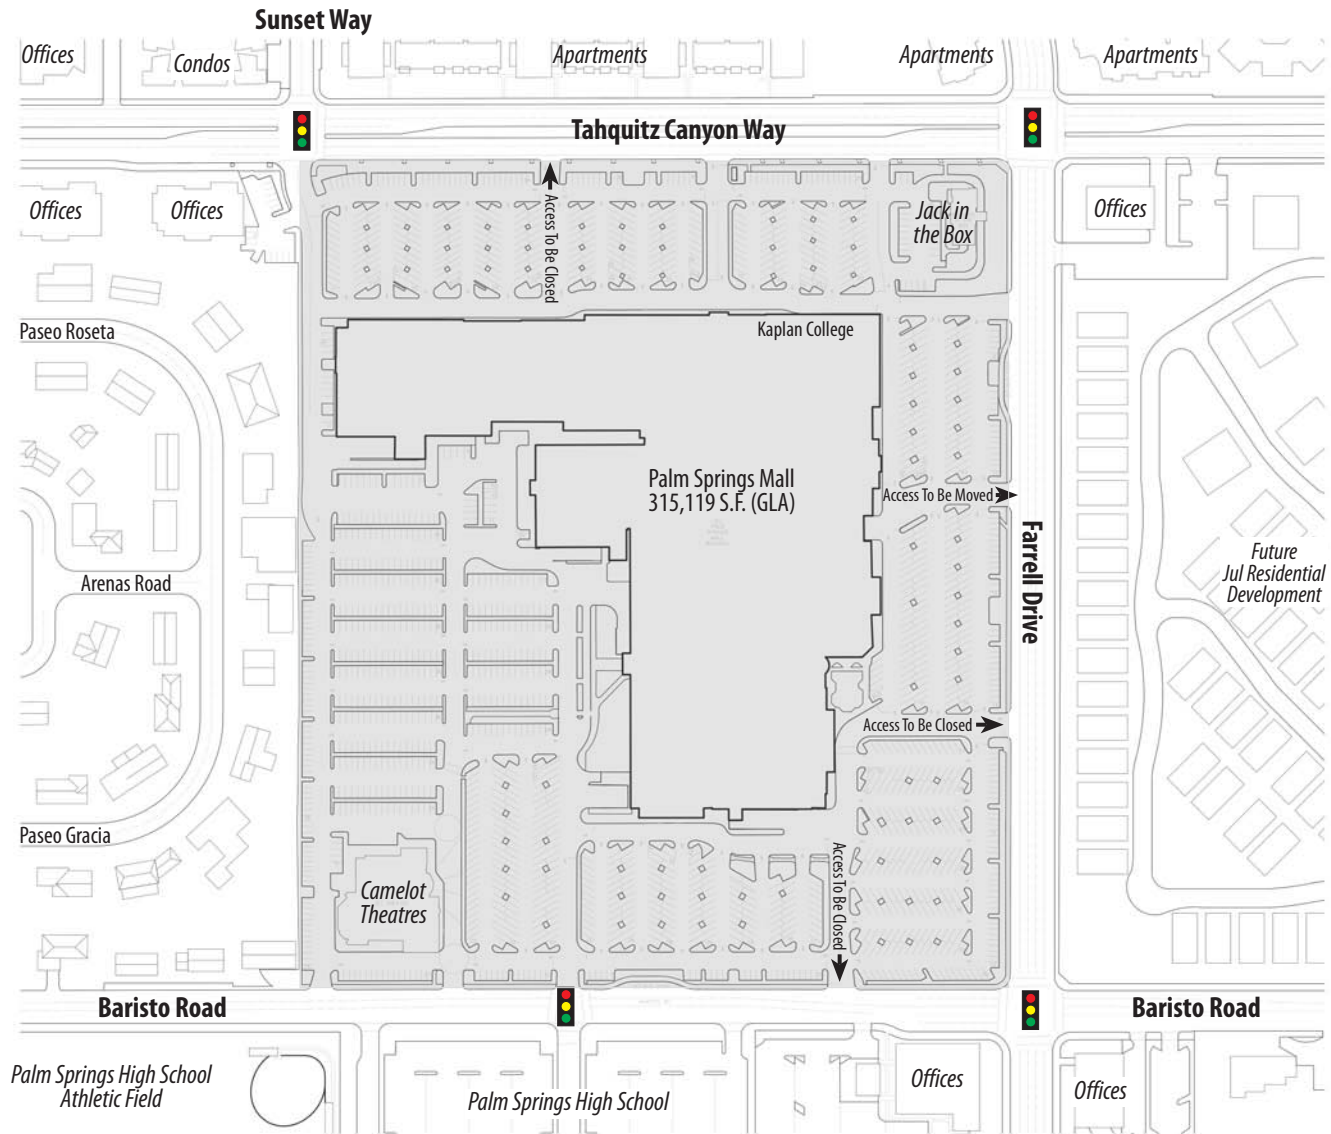 Sunset Way
Offices
Condos
Apartments
Apartments
Apartments
Tahquitz Canyon Way
Offices
Offices
Access To Be Closed
Jack in
the Box
Offices
Paseo Roseta
Kaplan College
Palm Springs Mall
315,119 S.F. (GLA)
Access To Be Moved
Farrell Drive
Future
Jul Residential
Development
Arenas Road
Access To Be Closed
Paseo Gracia
Camelot
Theatres
Access To Be Closed
Baristo Road
Baristo Road
Palm Springs High School
Athletic Field
Palm Springs High School
Offices
Offices